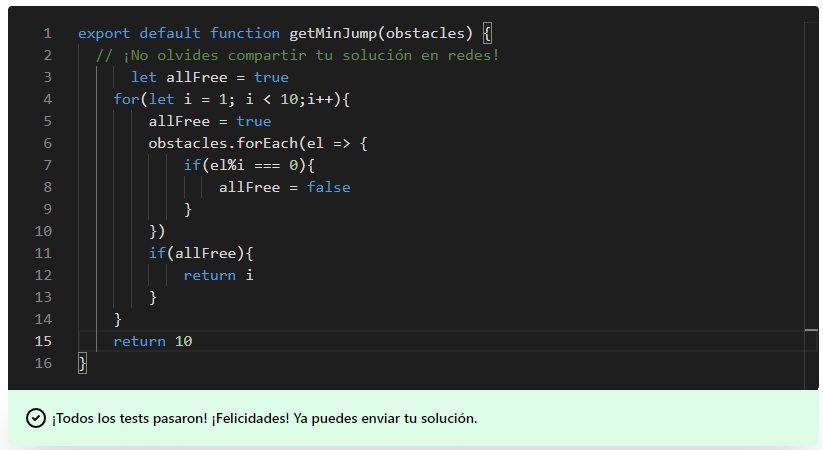 1 export default function getMinJump(obstacles) {
2 // ¡No olvides compartir tu solución en redes!
3 let allFree = true
4 for(let i = 1; i < 10;i++){
5 allFree = true
6 obstacles.forEach(el => {
7 if(el%i === 0){
8 allFree = false
9 }
10 })
11 if(allFree){
12 return i
13 }
14 }
15 return 10
16 }
¡Todos los tests pasaron! ¡Felicidades! Ya puedes enviar tu solución.